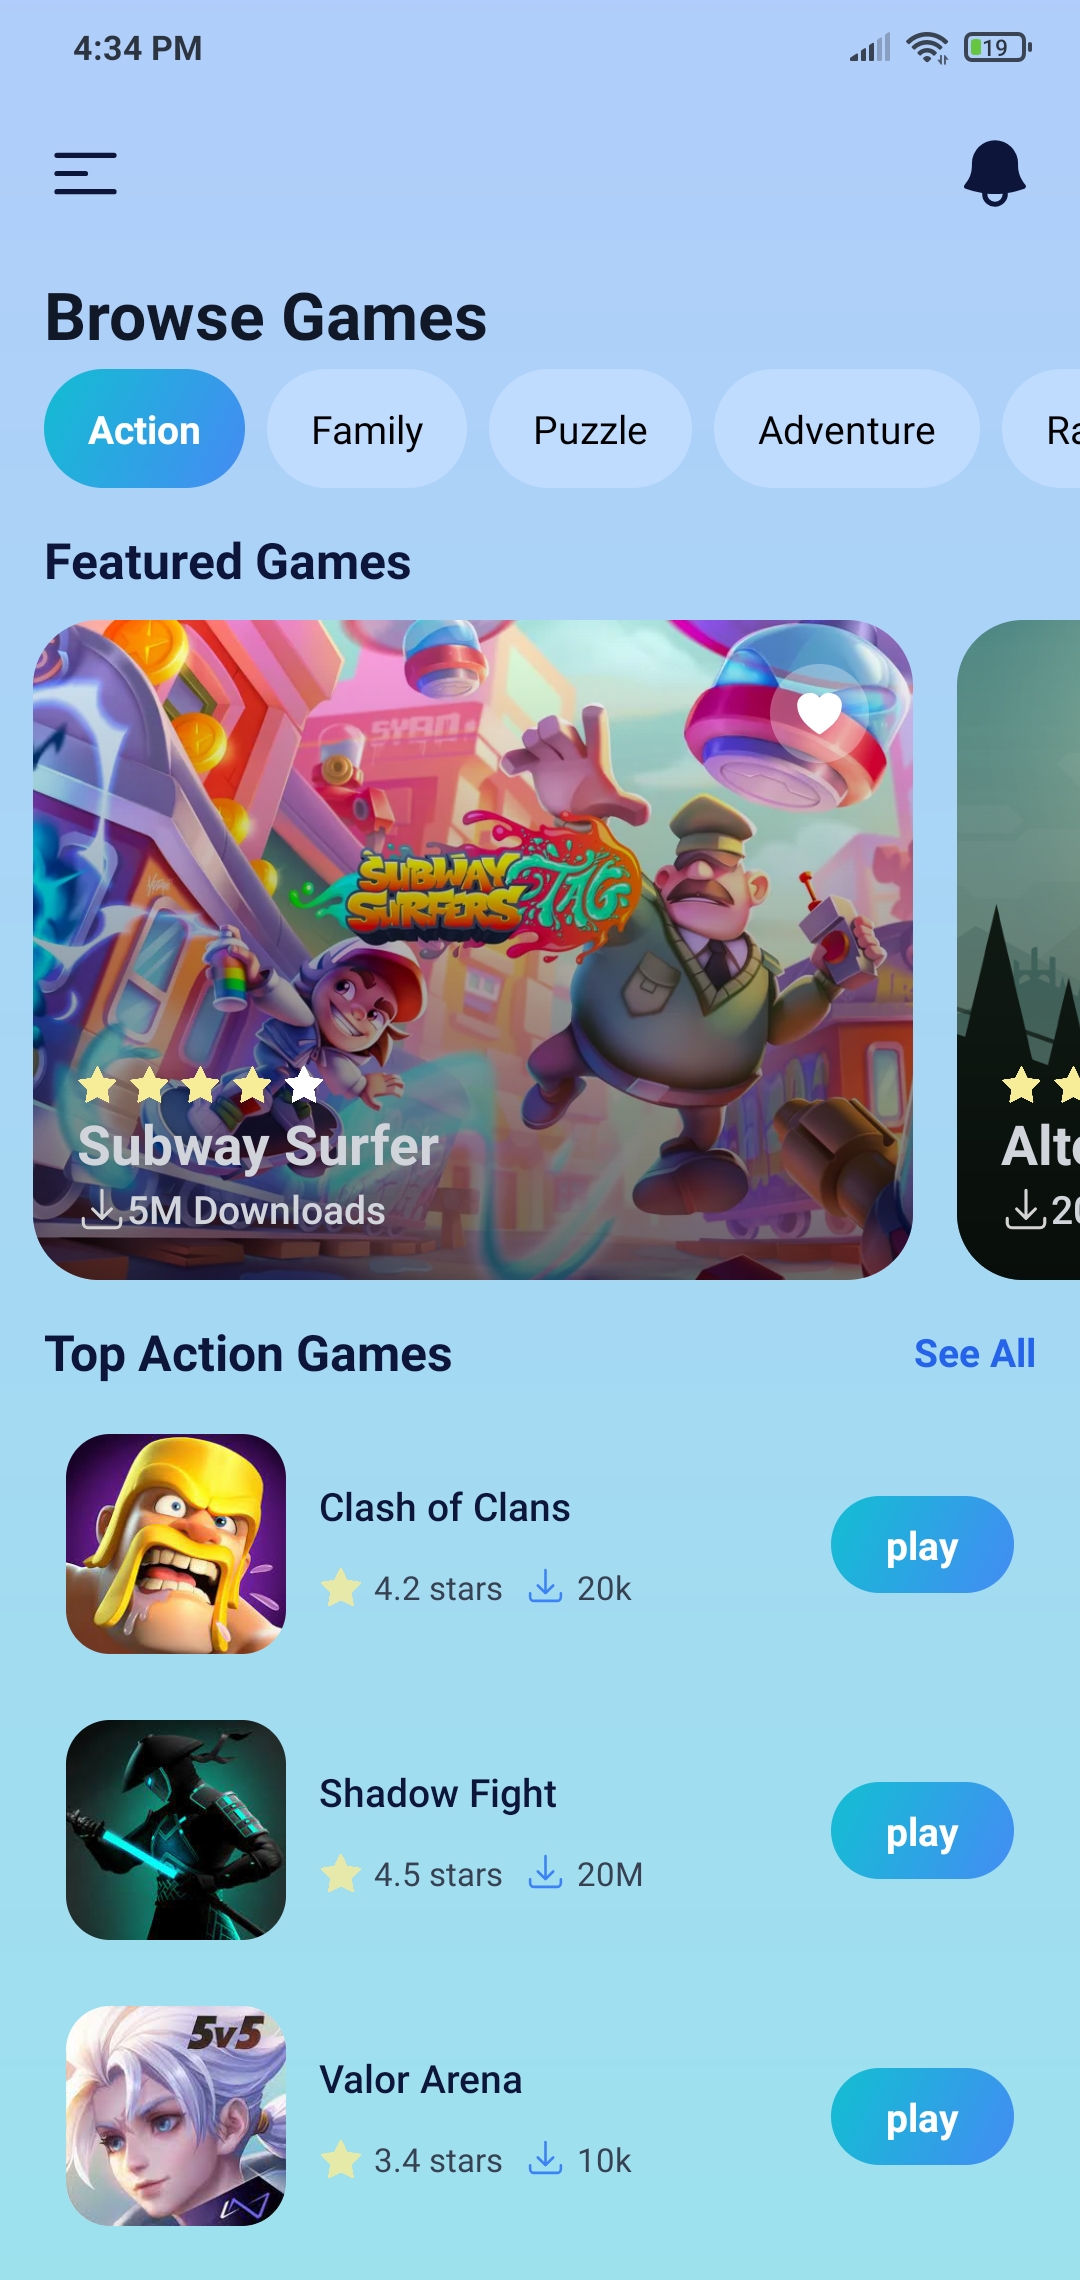 4:34 PM
19
Browse Games
Action Family Puzzle Adventure Ra
Featured Games
SUBWAY SURFERS TAG
Subway Surfer
5M Downloads
Alt
20
Top Action Games See All
Clash of Clans
4.2 stars 20k
play
Shadow Fight
4.5 stars 20M
play
5v5
Valor Arena
3.4 stars 10k
play